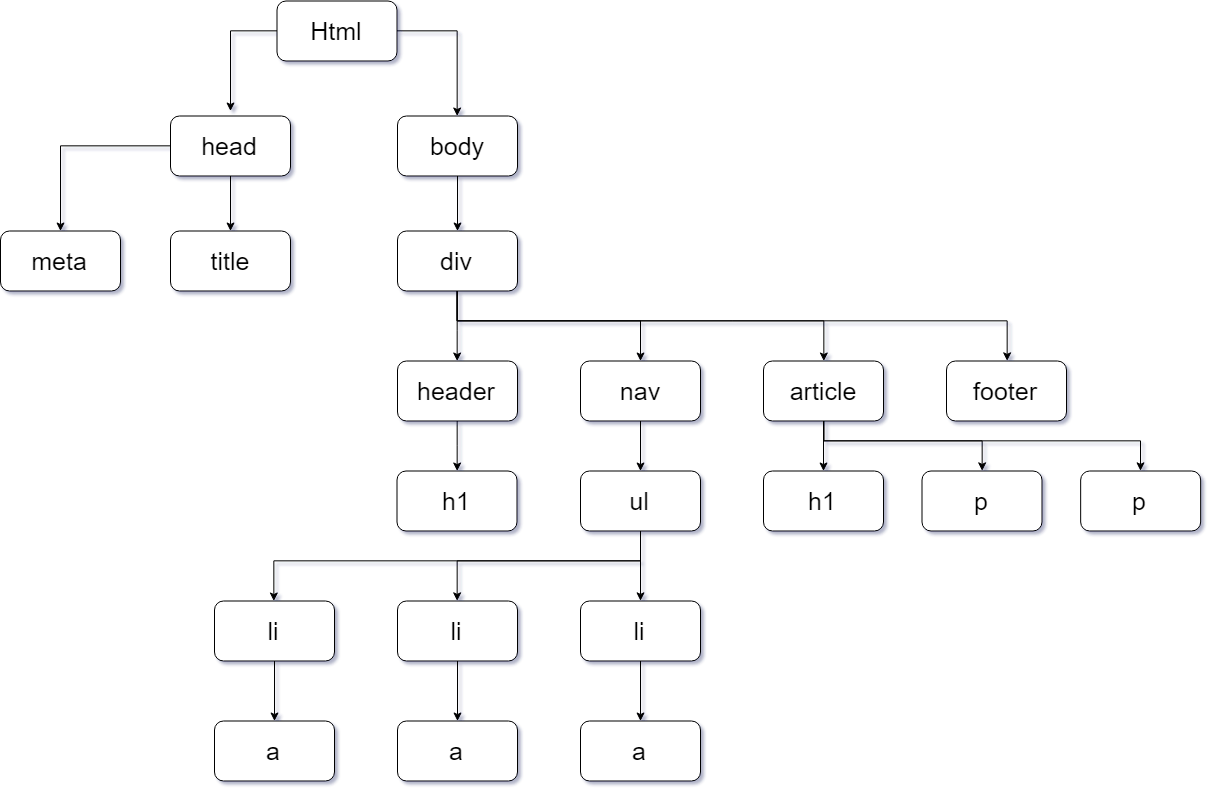 Html
head
body
meta
title
div
header
nav
article
footer
h1
ul
h1
p
p
li
li
li
a
a
a